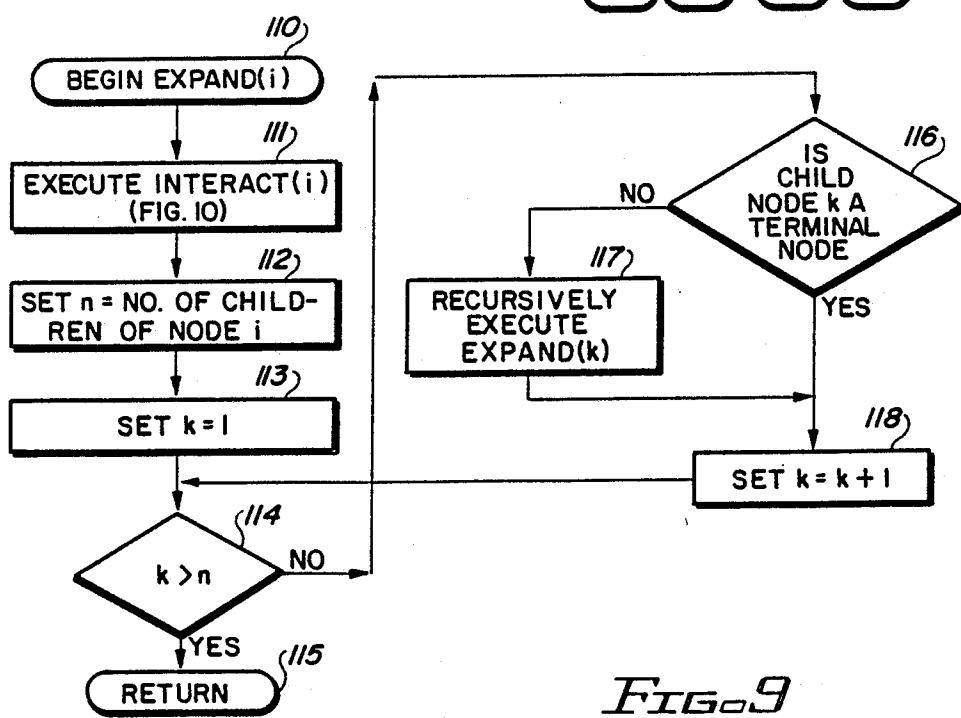 110
BEGIN EXPAND(i)
111
EXECUTE INTERACT(i)
(FIG. 10)
112
SET n = NO. OF CHILD-
REN OF NODE i
113
SET k = 1
114
k > n
NO
YES
115
RETURN
116
IS
CHILD
NODE k A
TERMINAL
NODE
NO
YES
117
RECURSIVELY
EXECUTE
EXPAND(k)
118
SET k = k + 1
FIG. 9